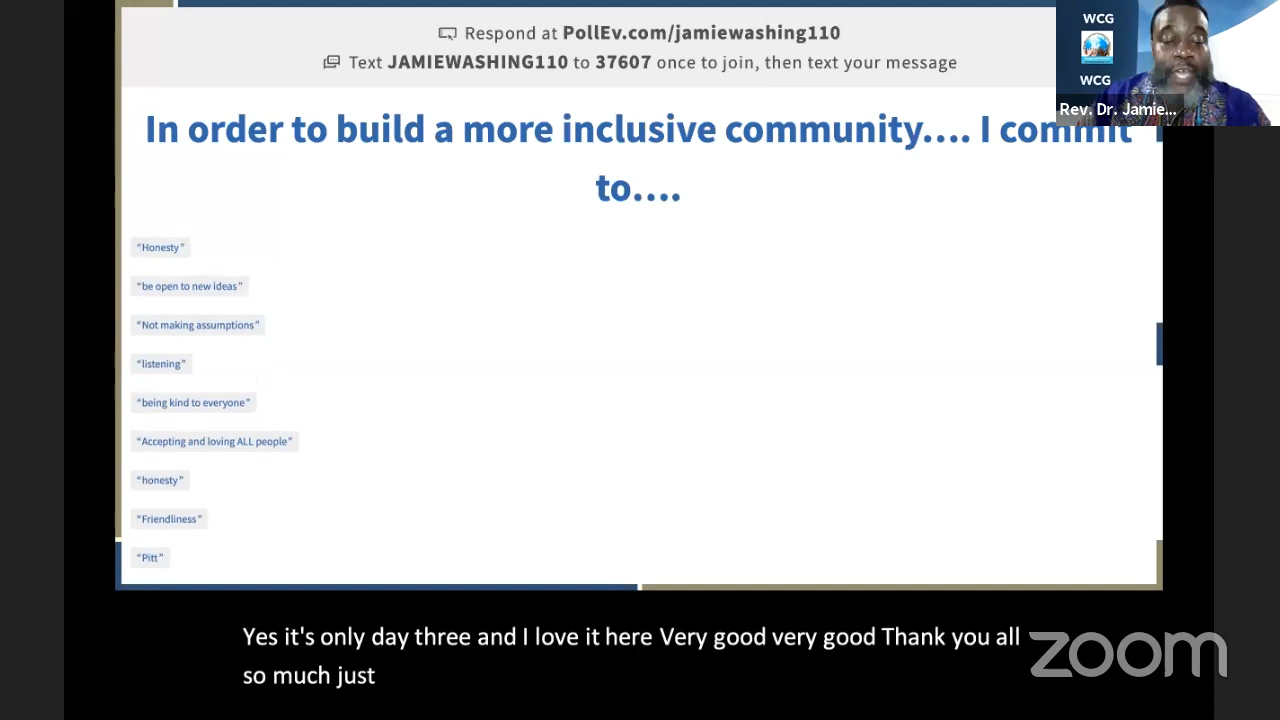 Respond at PollEv.com/jamiewashing110
Text JAMIEWASHING110 to 37607 once to join, then text your message
WCG
WCG
Rev. Dr. Jamie...
In order to build a more inclusive community.... I commit
to....
“Honesty”
“be open to new ideas”
“Not making assumptions”
“listening”
“being kind to everyone”
“Accepting and loving ALL people”
“honesty”
“Friendliness”
“Pitt”
Yes it's only day three and I love it here Very good very good Thank you all
so much just
zoom